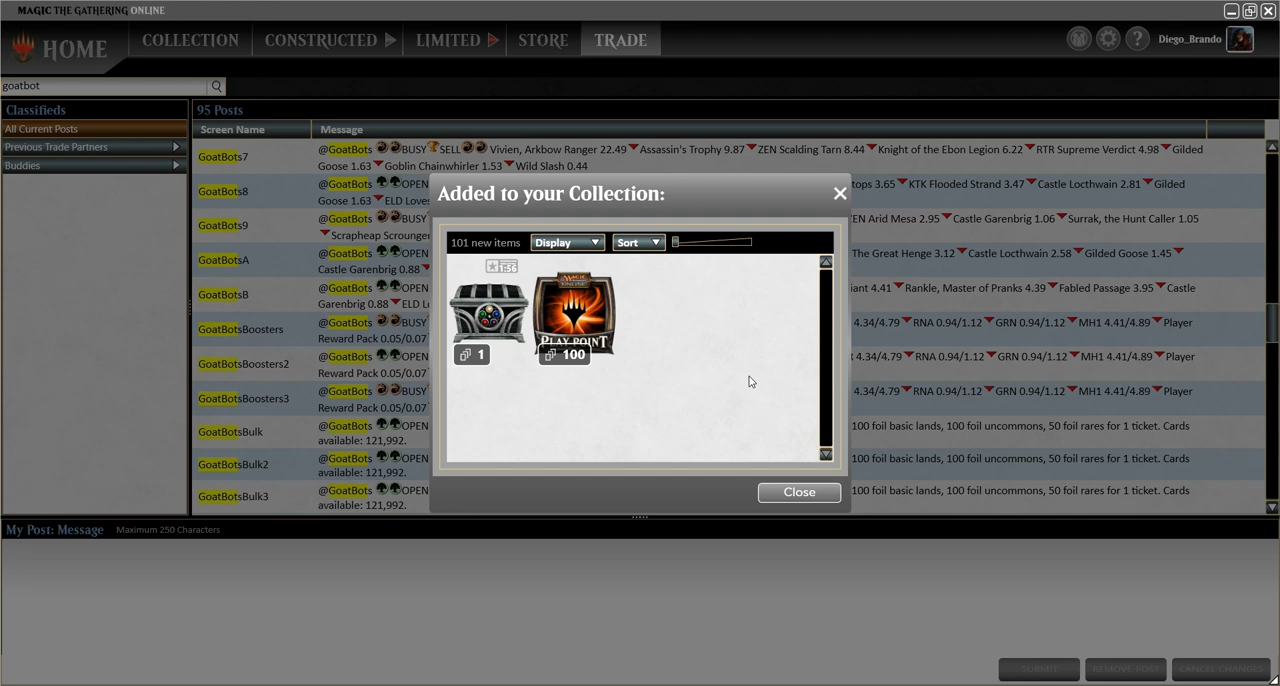 MAGIC THE GATHERING ONLINE
HOME
COLLECTION
CONSTRUCTED
LIMITED
STORE
TRADE
Diego_Brando
goatbot
Classifieds
95 Posts
All Current Posts
Previous Trade Partners
Buddies
Screen Name
Message
GoatBots7
@GoatBots BUSY SELL Vivien, Arkbow Ranger 22.49 Assassin's Trophy 9.87 ZEN Scalding Tarn 8.44 Knight of the Ebon Legion 6.22 RTR Supreme Verdict 4.98 Gilded
Goose 1.63 Goblin Chainwhirler 1.53 Wild Slash 0.44
GoatBots8
@GoatBots OPEN
tops 3.65 KTK Flooded Strand 3.47 Castle Locthwain 2.81 Gilded
Goose 1.63 ELD Loves
GoatBots9
@GoatBots BUSY
EN Arid Mesa 2.95 Castle Garenbrig 1.06 Surrak, the Hunt Caller 1.05
Scrapheap Scrounger
GoatBotsA
@GoatBots OPEN
The Great Henge 3.12 Castle Locthwain 2.58 Gilded Goose 1.45
Castle Garenbrig 0.88
GoatBotsB
@GoatBots OPEN
iant 4.41 Rankle, Master of Pranks 4.39 Fabled Passage 3.95 Castle
Garenbrig 0.88 ELD L
GoatBotsBoosters
@GoatBots BUSY
4.34/4.79 RNA 0.94/1.12 GRN 0.94/1.12 MH1 4.41/4.89 Player
Reward Pack 0.05/0.07
GoatBotsBoosters2
@GoatBots OPEN
4.34/4.79 RNA 0.94/1.12 GRN 0.94/1.12 MH1 4.41/4.89 Player
Reward Pack 0.05/0.07
GoatBotsBoosters3
@GoatBots BUSY
4.34/4.79 RNA 0.94/1.12 GRN 0.94/1.12 MH1 4.41/4.89 Player
Reward Pack 0.05/0.07
GoatBotsBulk
@GoatBots OPEN
100 foil basic lands, 100 foil uncommons, 50 foil rares for 1 ticket. Cards
available: 121,992.
GoatBotsBulk2
@GoatBots OPEN
100 foil basic lands, 100 foil uncommons, 50 foil rares for 1 ticket. Cards
available: 121,992.
GoatBotsBulk3
@GoatBots OPEN
100 foil basic lands, 100 foil uncommons, 50 foil rares for 1 ticket. Cards
available: 121,992.
Added to your Collection:
101 new items
Display
Sort
1:56
MAGIC
PLAY POINT
1
100
Close
My Post: Message
Maximum 250 Characters
SUBMIT
REMOVE POST
CANCEL CHANGES